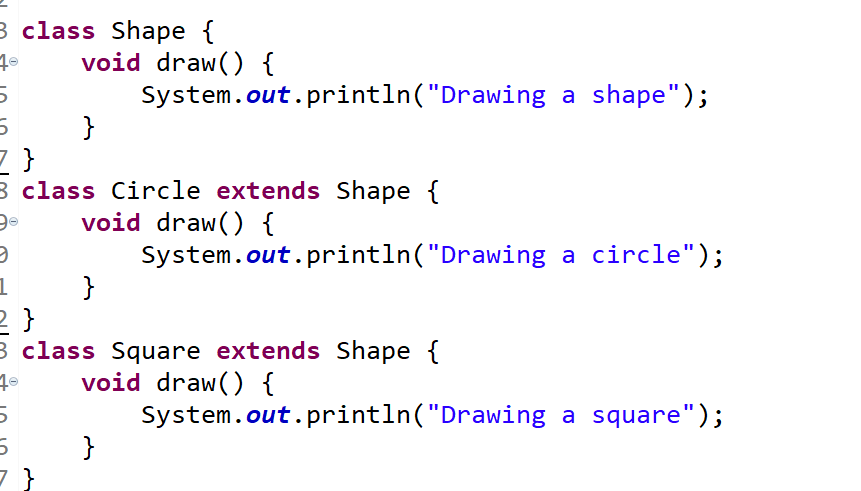 class Shape {
void draw() {
System.out.println("Drawing a shape");
}
}
class Circle extends Shape {
void draw() {
System.out.println("Drawing a circle");
}
}
class Square extends Shape {
void draw() {
System.out.println("Drawing a square");
}
}